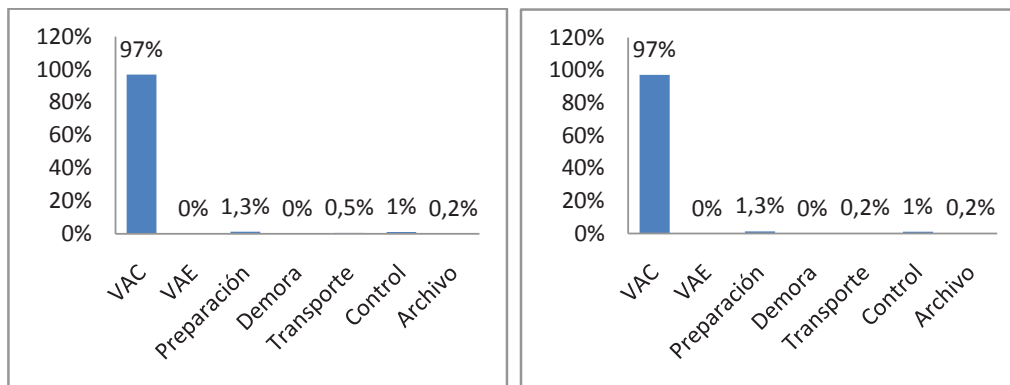 120%
100%
80%
60%
40%
20%
0%
97%
0%
1,3%
0%
0,5%
1%
0,2%
VAC
VAE
Preparación
Demora
Transporte
Control
Archivo
120%
100%
80%
60%
40%
20%
0%
97%
0%
1,3%
0%
0,2%
1%
0,2%
VAC
VAE
Preparación
Demora
Transporte
Control
Archivo